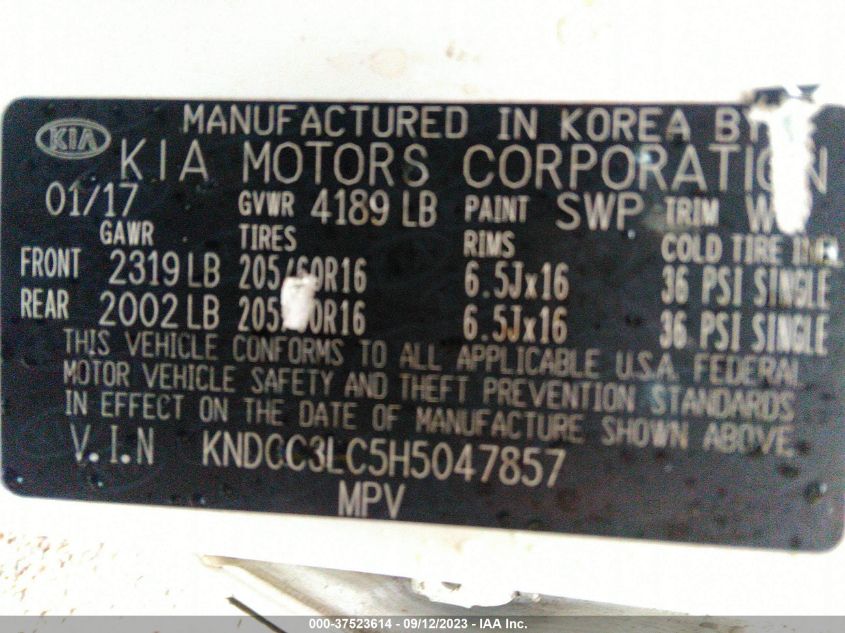 KIA
MANUFACTURED IN KOREA BY
KIA MOTORS CORPORATION
01/17 GVWR 4189 LB PAINT SWP TRIM
GAWR TIRES RIMS COLD TIRE
FRONT 2319 LB 205/60R16 6.5Jx16 36 PSI SINGLE
REAR 2002 LB 6.5Jx16 36 PSI SINGLE
THIS VEHICLE CONFORMS TO ALL APPLICABLE U.S.A. FEDERAL
MOTOR VEHICLE SAFETY AND THEFT PREVENTION STANDARDS
IN EFFECT ON THE DATE OF MANUFACTURE SHOWN ABOVE.
V.I.N KNDCC3LC5H5047857
MPV
000-37523614 - 09/12/2023 - IAA Inc.